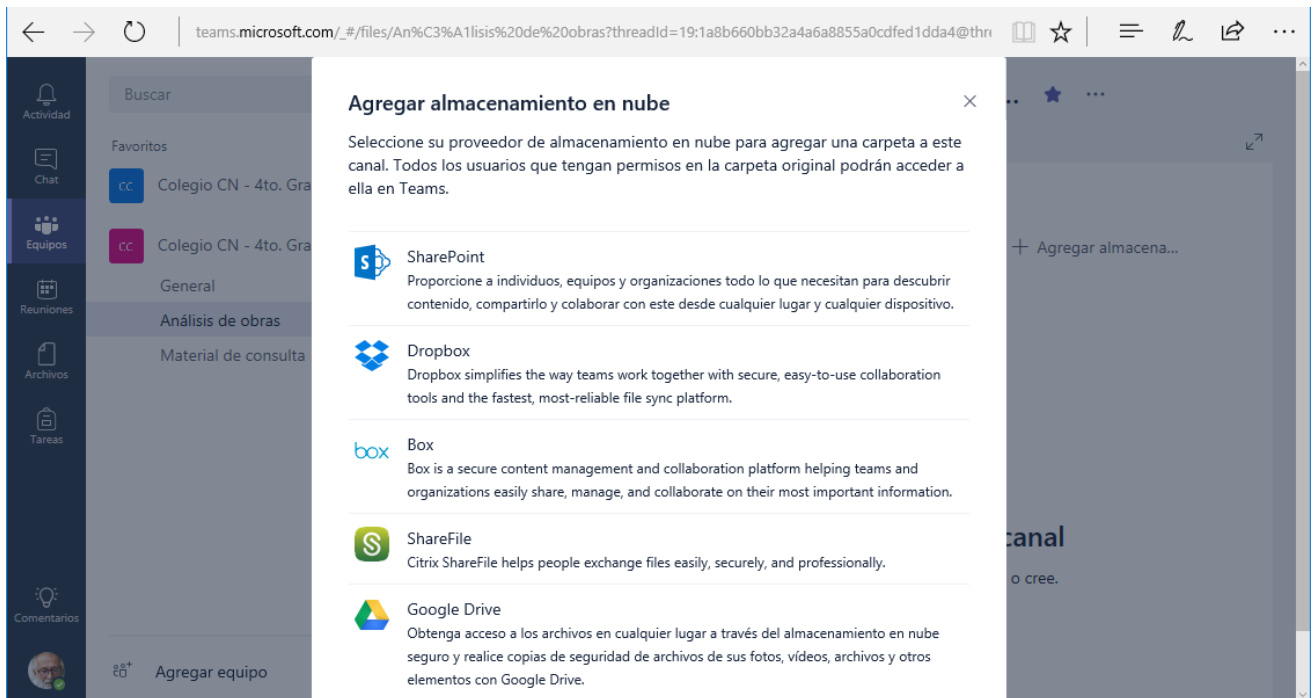 teams.microsoft.com/_#/files/An%C3%A1lisis%20de%20obras?threadId=19:1a8b660bb32a4a6a8855a0cdfed1dda4@thre
Actividad
Chat
Equipos
Reuniones
Archivos
Tareas
Comentarios
Buscar
Favoritos
CC Colegio CN - 4to. Gra
CC Colegio CN - 4to. Gra
General
Análisis de obras
Material de consulta
Agregar equipo
Agregar almacenamiento en nube
Seleccione su proveedor de almacenamiento en nube para agregar una carpeta a este
canal. Todos los usuarios que tengan permisos en la carpeta original podrán acceder a
ella en Teams.
SharePoint
Proporcione a individuos, equipos y organizaciones todo lo que necesitan para descubrir
contenido, compartirlo y colaborar con este desde cualquier lugar y cualquier dispositivo.
Dropbox
Dropbox simplifies the way teams work together with secure, easy-to-use collaboration
tools and the fastest, most-reliable file sync platform.
box
Box
Box is a secure content management and collaboration platform helping teams and
organizations easily share, manage, and collaborate on their most important information.
ShareFile
Citrix ShareFile helps people exchange files easily, securely, and professionally.
Google Drive
Obtenga acceso a los archivos en cualquier lugar a través del almacenamiento en nube
seguro y realice copias de seguridad de archivos de sus fotos, vídeos, archivos y otros
elementos con Google Drive.
+ Agregar almacena...
canal
o cree.